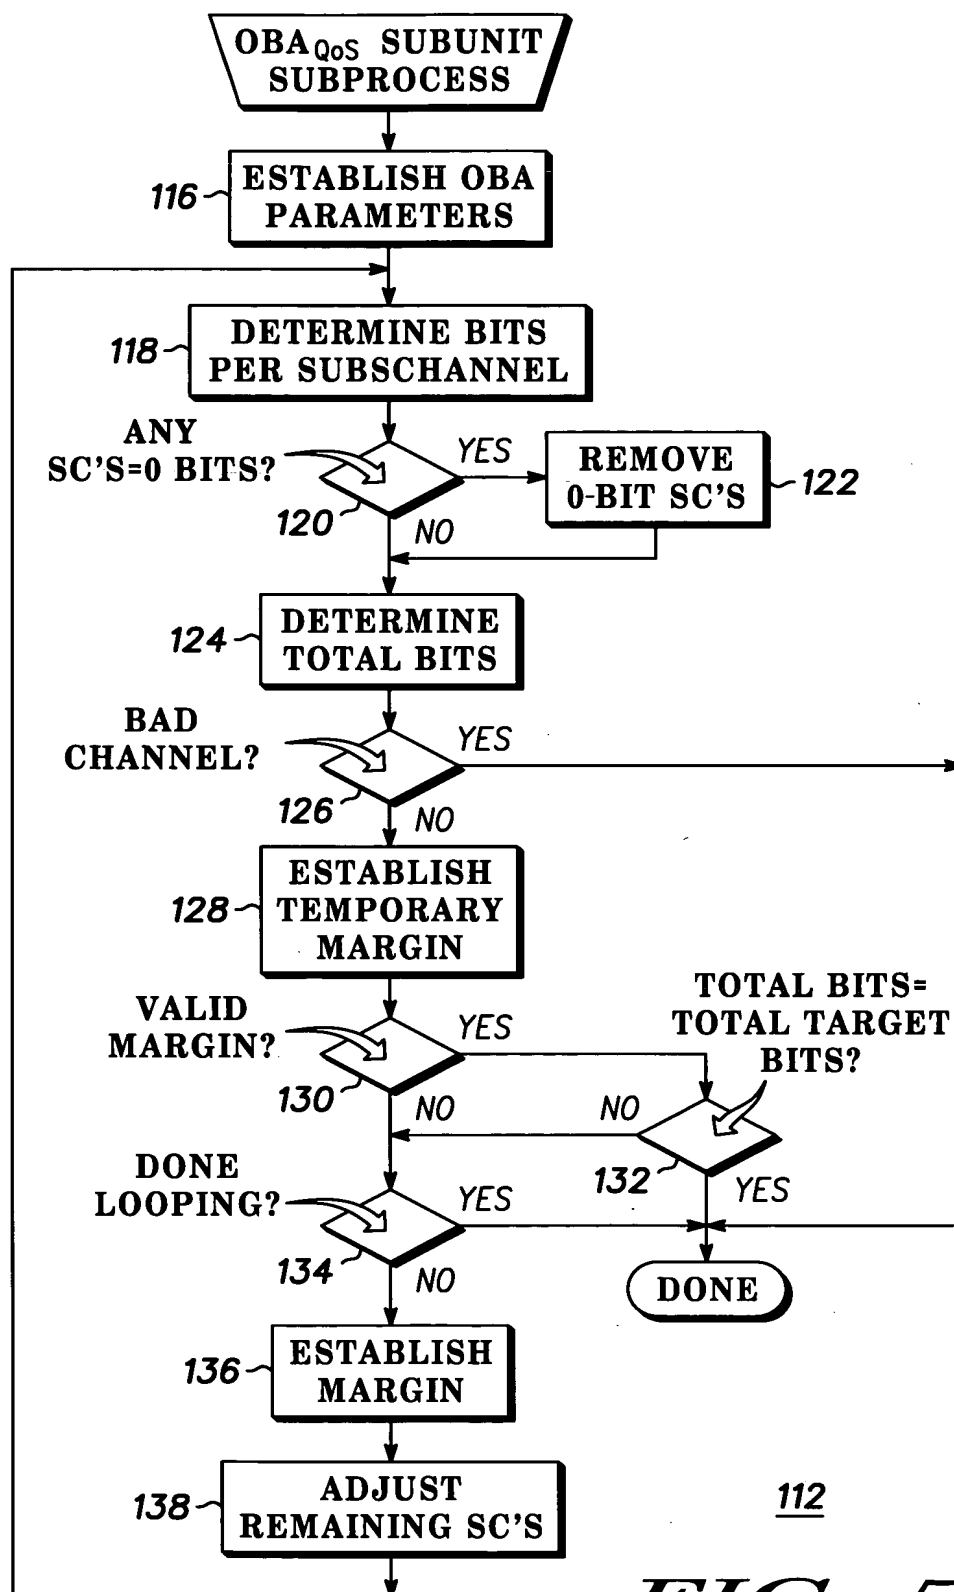 OBAQoS SUBUNIT
SUBPROCESS
116
ESTABLISH OBA
PARAMETERS
118
DETERMINE BITS
PER SUBSCHANNEL
ANY
SC'S=0 BITS?
YES
120
NO
REMOVE
0-BIT SC'S
122
124
DETERMINE
TOTAL BITS
BAD
CHANNEL?
YES
126
NO
128
ESTABLISH
TEMPORARY
MARGIN
VALID
MARGIN?
YES
130
NO
TOTAL BITS=
TOTAL TARGET
BITS?
NO
132
YES
DONE
LOOPING?
YES
134
NO
DONE
136
ESTABLISH
MARGIN
138
ADJUST
REMAINING SC'S
112
FIG. 5